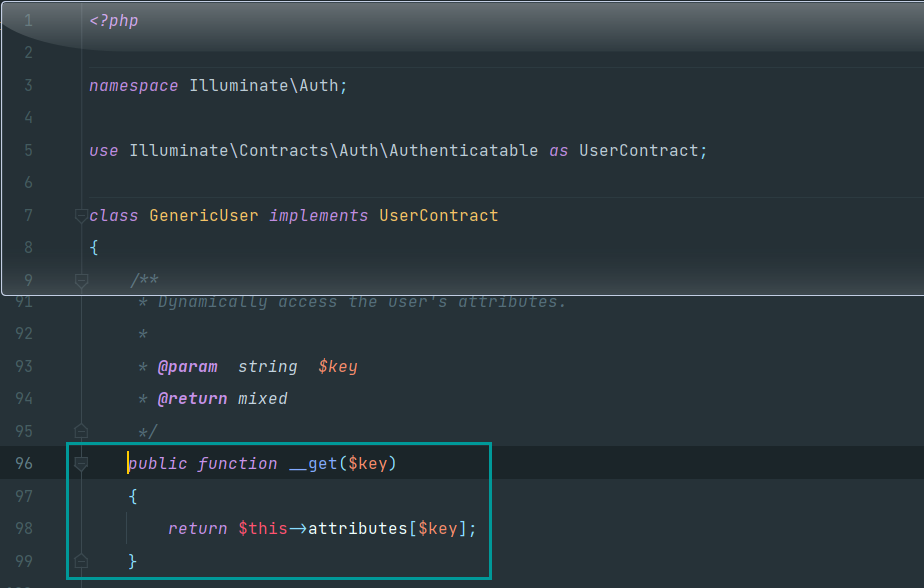 1 <?php
2
3 namespace Illuminate\Auth;
4
5 use Illuminate\Contracts\Auth\Authenticatable as UserContract;
6
7 class GenericUser implements UserContract
8 {
9 /**
91 * Dynamically access the user's attributes.
92 *
93 * @param  string  $key
94 * @return mixed
95 */
96 public function __get($key)
97 {
98 return $this->attributes[$key];
99 }